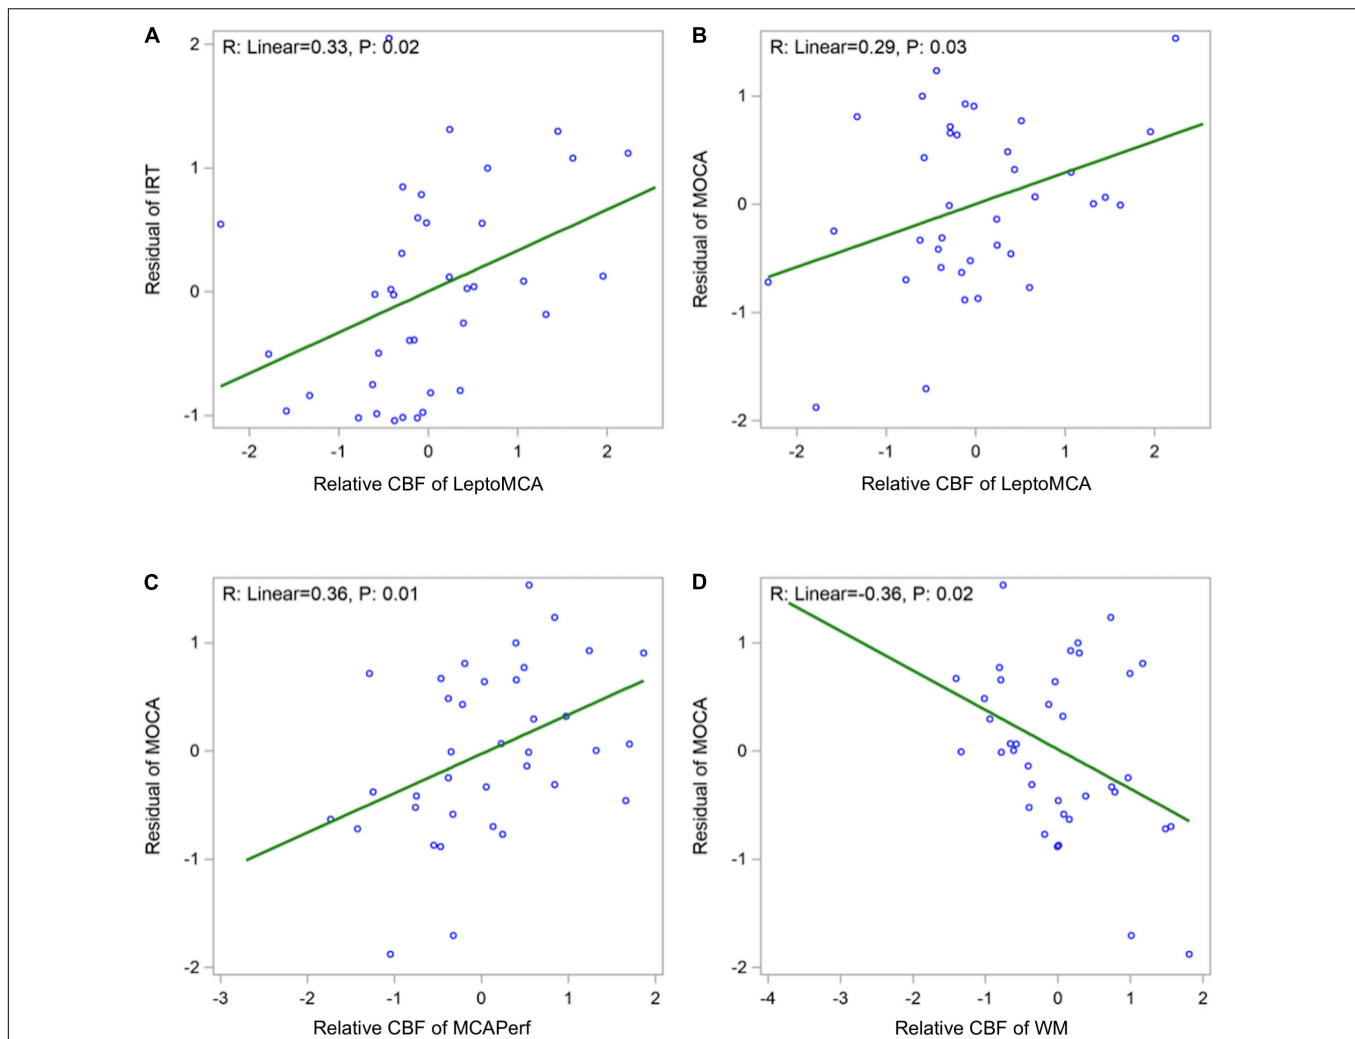 A
R: Linear=0.33, P: 0.02
2
1
0
-1
Residual of IRT
-2 -1 0 1 2
Relative CBF of LeptoMCA
B
R: Linear=0.29, P: 0.03
1
0
-1
-2
Residual of MOCA
-2 -1 0 1 2
Relative CBF of LeptoMCA
C
R: Linear=0.36, P: 0.01
1
0
-1
-2
Residual of MOCA
-3 -2 -1 0 1 2
Relative CBF of MCAPerf
D
R: Linear=-0.36, P: 0.02
1
0
-1
-2
Residual of MOCA
-4 -3 -2 -1 0 1 2
Relative CBF of WM